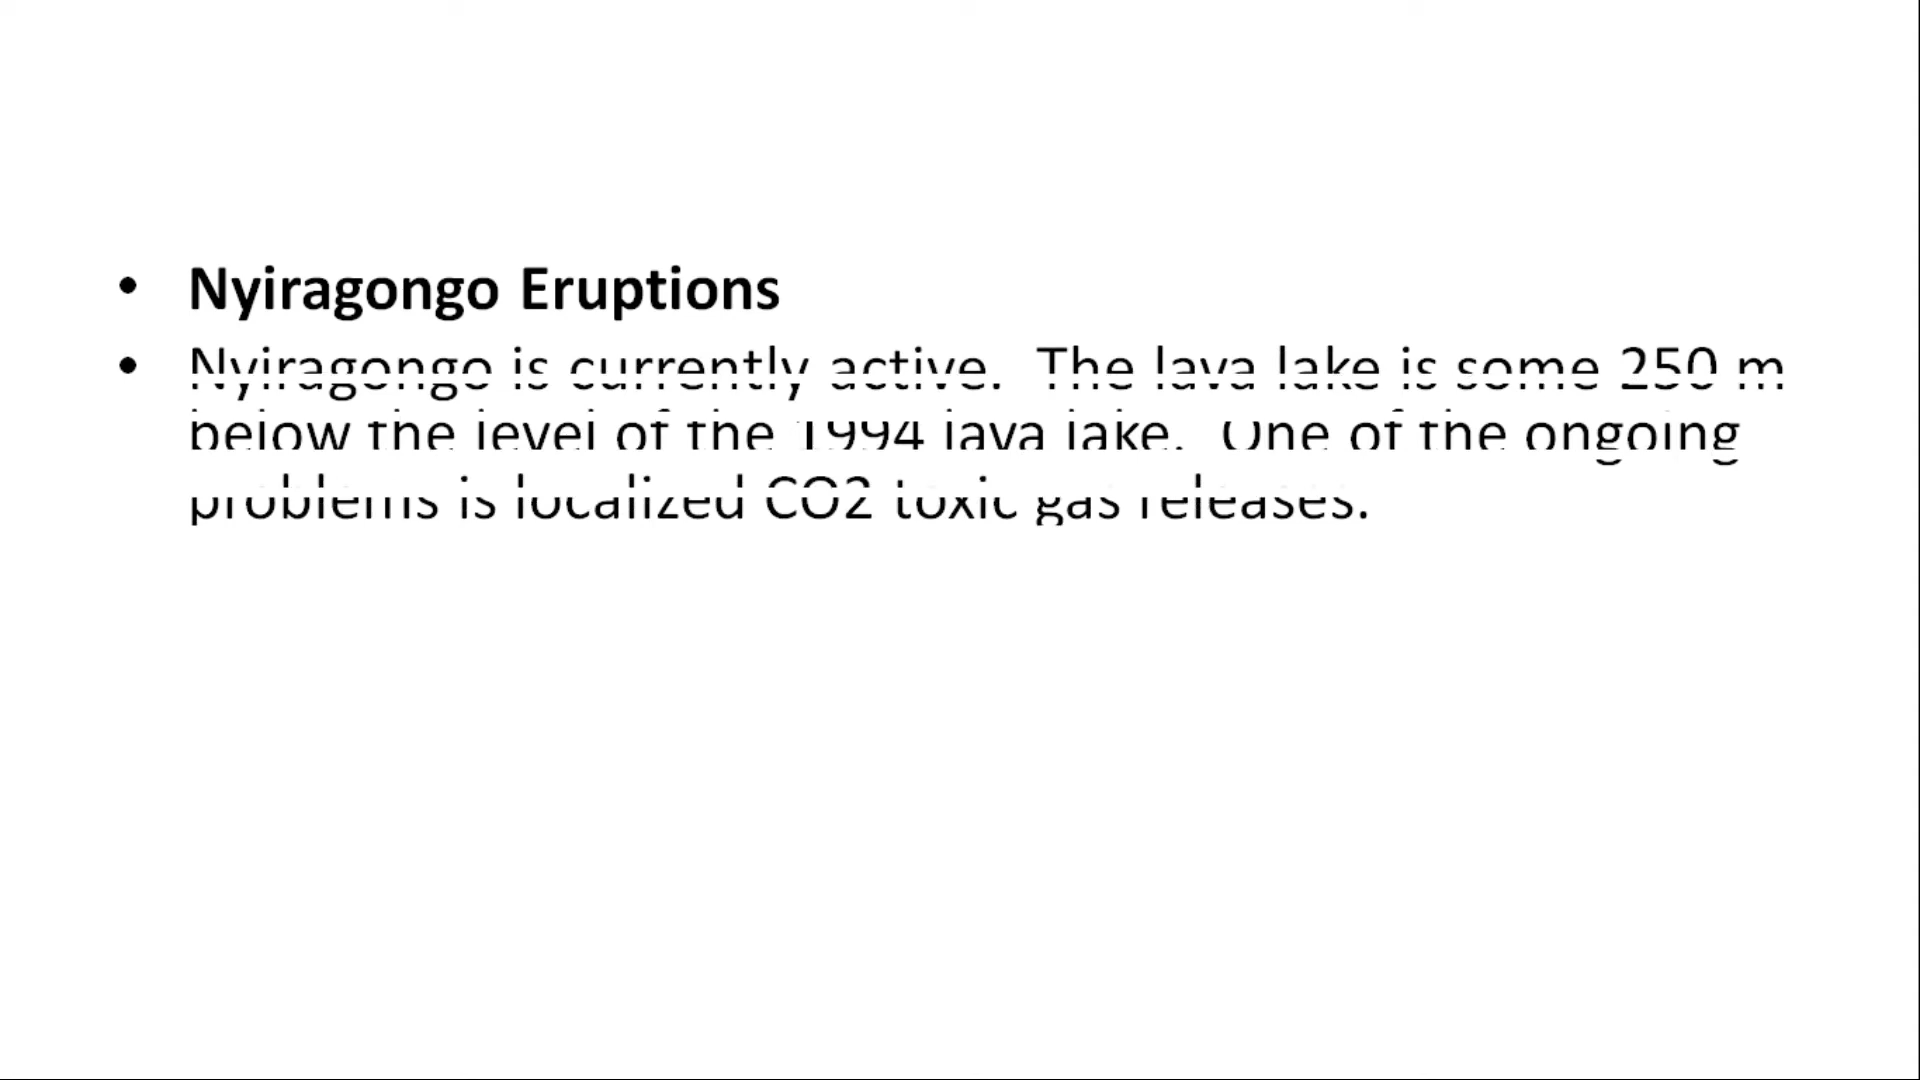 • Nyiragongo Eruptions
• Nyiragongo is currently active.  The lava lake is some 250 m
below the level of the 1994 lava lake.  One of the ongoing
problems is localized CO2 toxic gas releases.